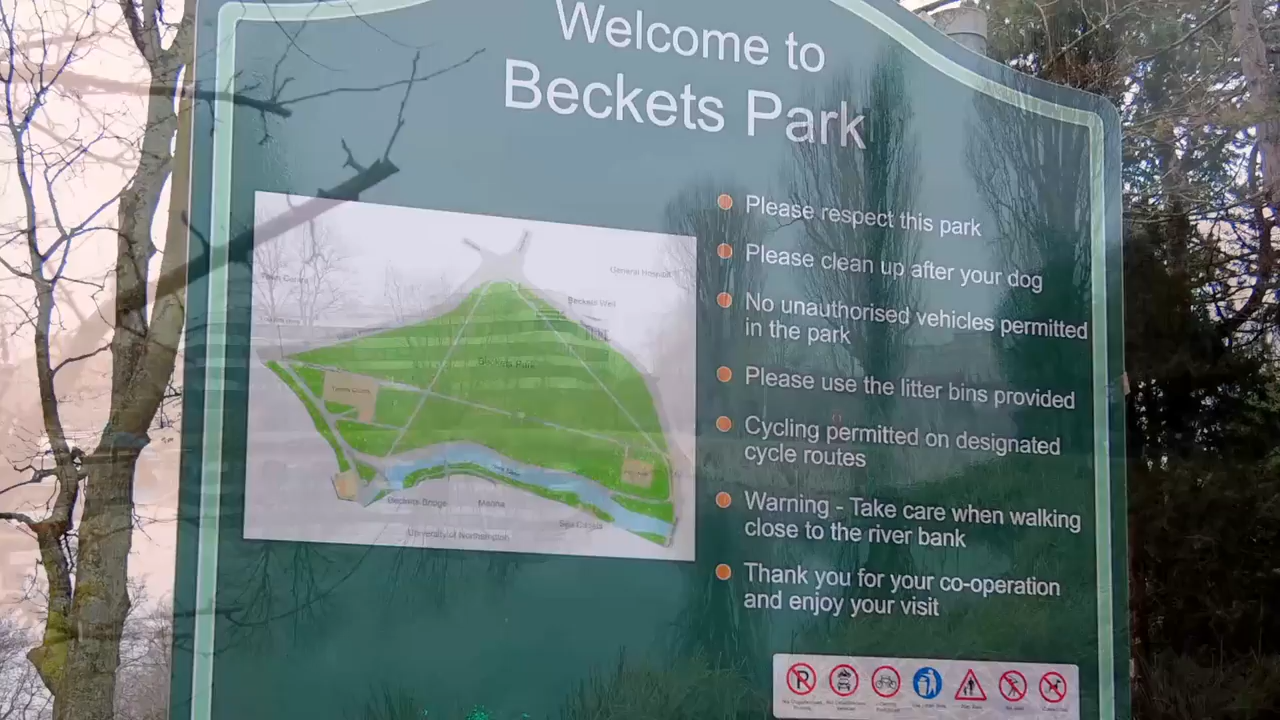 Welcome to
Beckets Park
Please respect this park
Please clean up after your dog
No unauthorised vehicles permitted
in the park
Please use the litter bins provided
Cycling permitted on designated
cycle routes
Warning - Take care when walking
close to the river bank
Thank you for your co-operation
and enjoy your visit
General Hospital
Beckets Well
Beckets Park
Tennis Courts
Beckets Bridge
Marina
University of Northampton